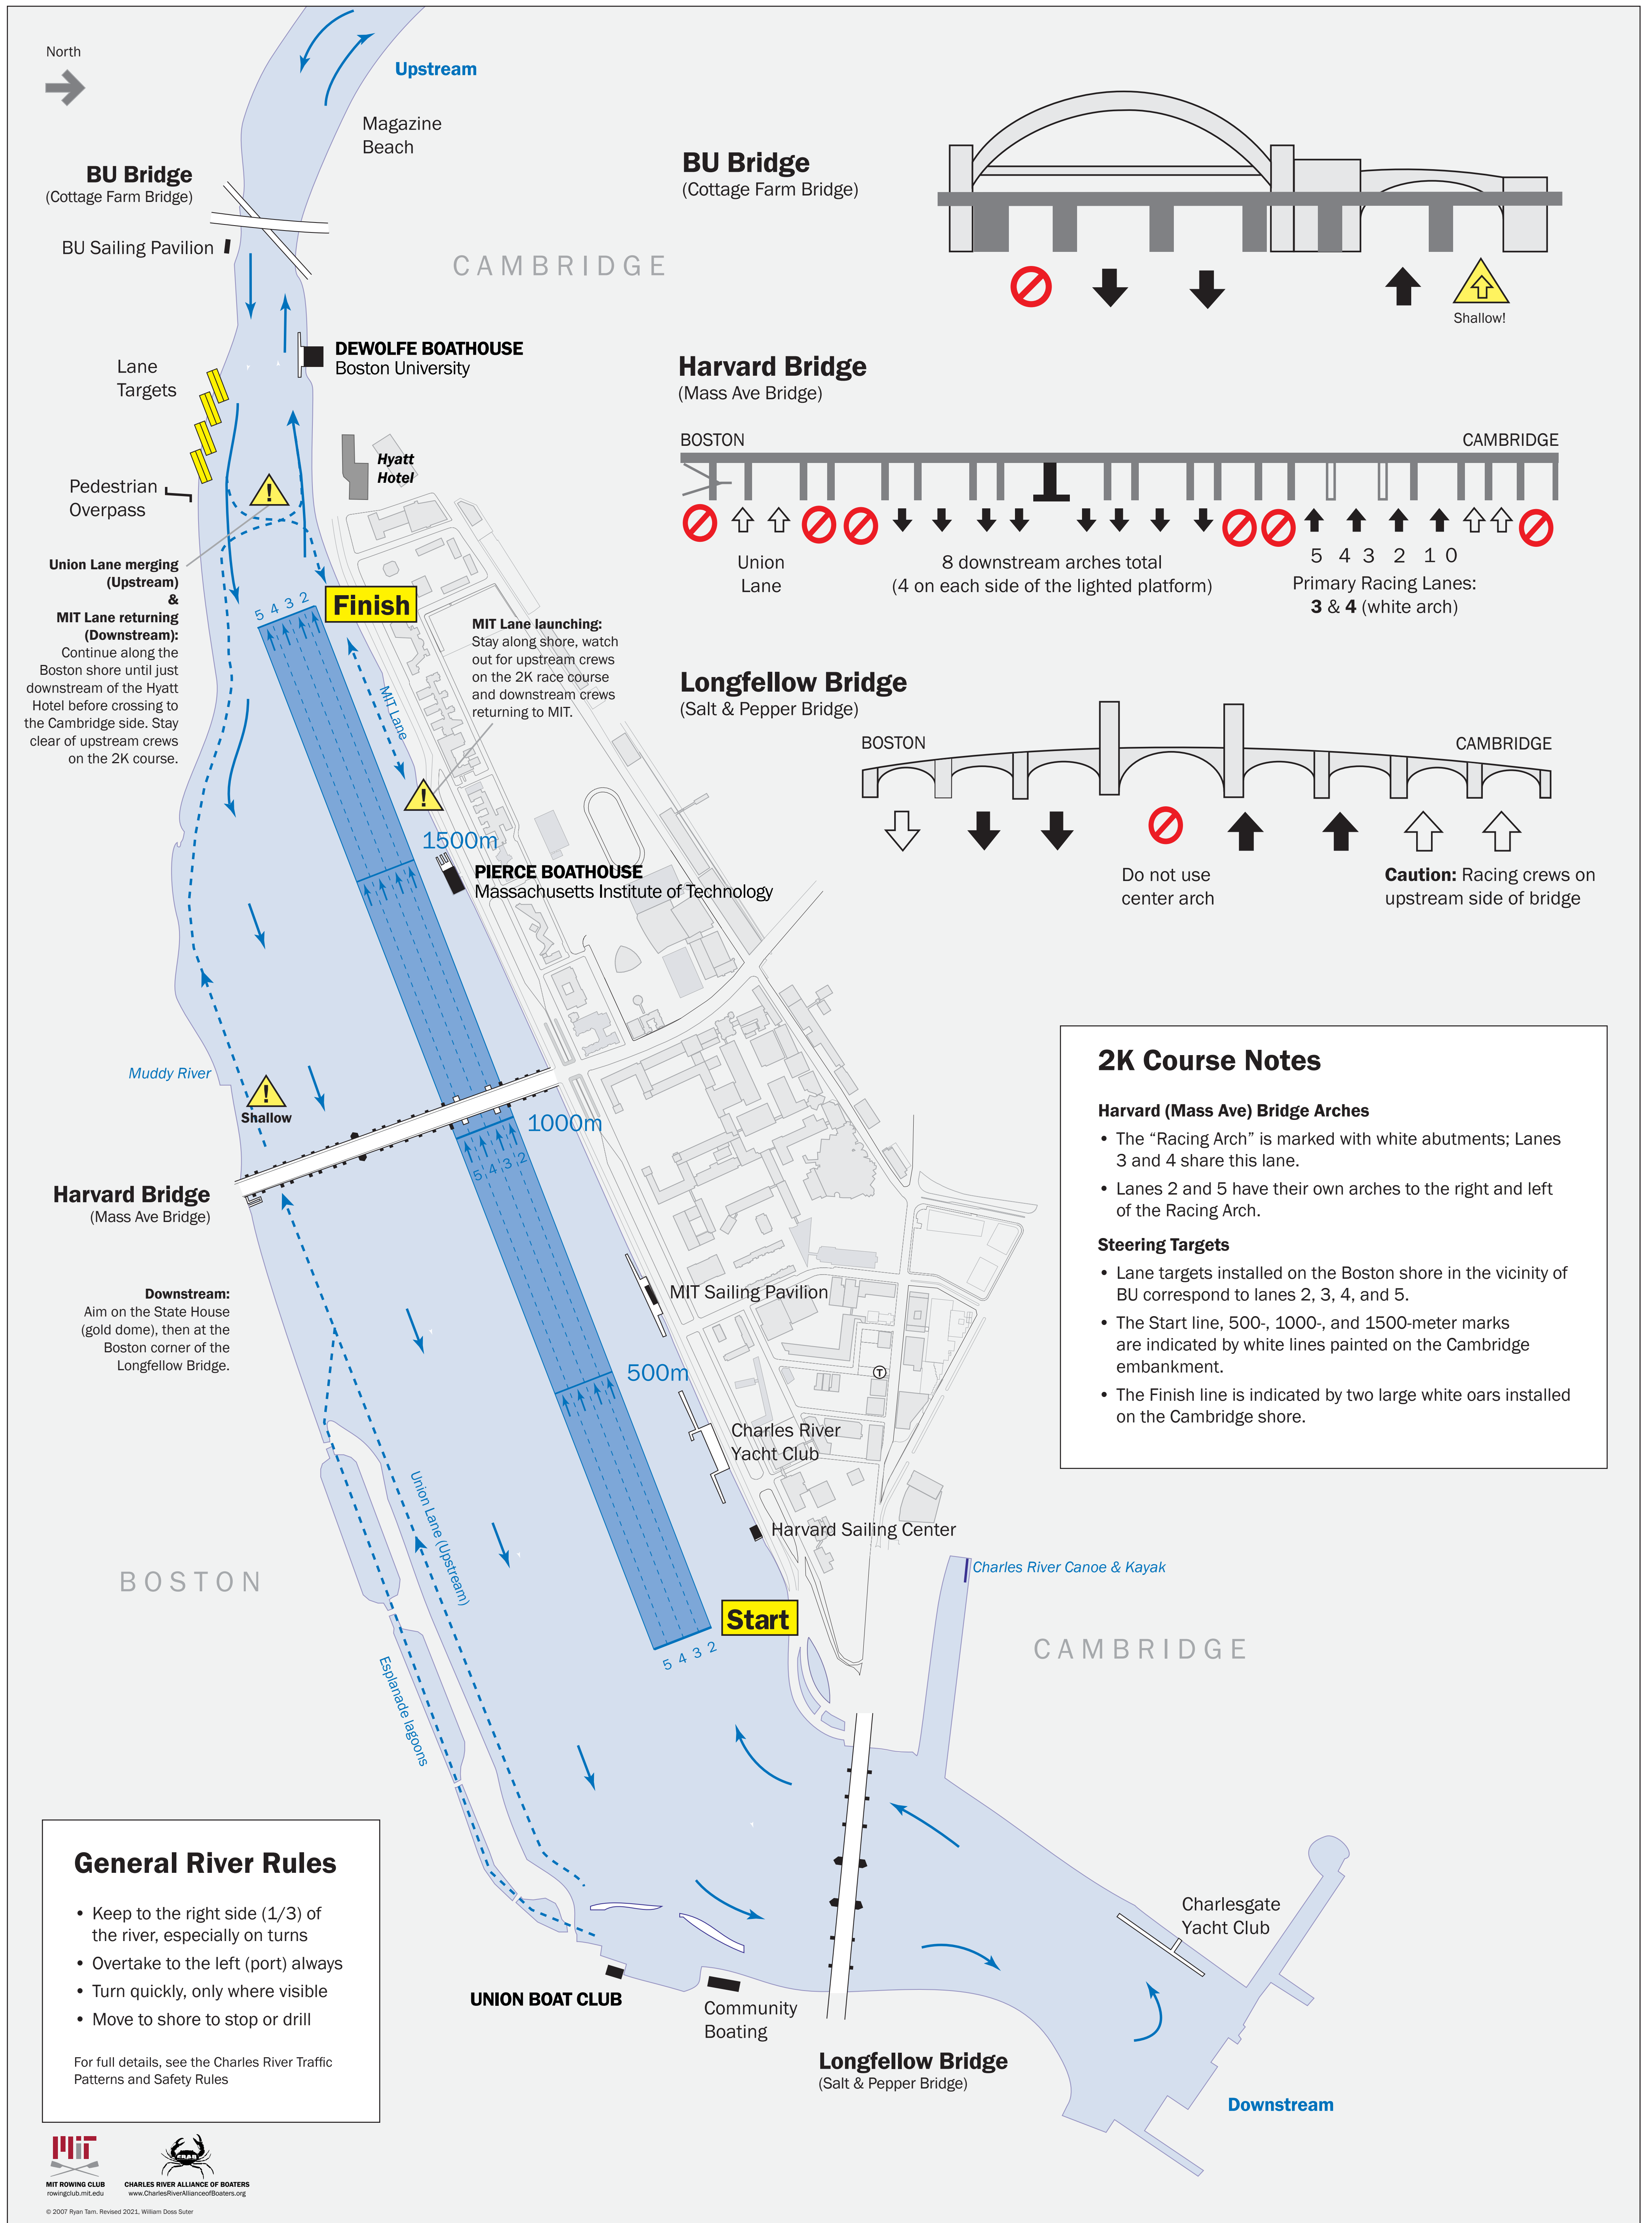 North
Upstream
Magazine
Beach
BU Bridge
(Cottage Farm Bridge)
BU Sailing Pavilion
CAMBRIDGE
DEWOLFE BOATHOUSE
Boston University
Lane
Targets
Hyatt
Hotel
Pedestrian
Overpass
!
Union Lane merging
(Upstream)
&
MIT Lane returning
(Downstream):
Continue along the
Boston shore until just
downstream of the Hyatt
Hotel before crossing to
the Cambridge side. Stay
clear of upstream crews
on the 2K course.
5 4 3 2
Finish
MIT Lane launching:
Stay along shore, watch
out for upstream crews
on the 2K race course
and downstream crews
returning to MIT.
MIT Lane
!
1500m
PIERCE BOATHOUSE
Massachusetts Institute of Technology
Muddy River
!
Shallow
1000m
5 4 3 2
Harvard Bridge
(Mass Ave Bridge)
Downstream:
Aim on the State House
(gold dome), then at the
Boston corner of the
Longfellow Bridge.
MIT Sailing Pavilion
500m
T
Charles River
Yacht Club
Union Lane (Upstream)
Harvard Sailing Center
BOSTON
Charles River Canoe & Kayak
Start
5 4 3 2
CAMBRIDGE
Esplanade lagoons
UNION BOAT CLUB
Community
Boating
Longfellow Bridge
(Salt & Pepper Bridge)
Charlesgate
Yacht Club
Downstream
BU Bridge
(Cottage Farm Bridge)
Shallow!
Harvard Bridge
(Mass Ave Bridge)
BOSTON
CAMBRIDGE
Union
Lane
8 downstream arches total
(4 on each side of the lighted platform)
5 4 3 2 1 0
Primary Racing Lanes:
3 & 4 (white arch)
Longfellow Bridge
(Salt & Pepper Bridge)
BOSTON
CAMBRIDGE
Do not use
center arch
Caution: Racing crews on
upstream side of bridge
2K Course Notes
Harvard (Mass Ave) Bridge Arches
• The “Racing Arch” is marked with white abutments; Lanes
3 and 4 share this lane.
• Lanes 2 and 5 have their own arches to the right and left
of the Racing Arch.
Steering Targets
• Lane targets installed on the Boston shore in the vicinity of
BU correspond to lanes 2, 3, 4, and 5.
• The Start line, 500-, 1000-, and 1500-meter marks
are indicated by white lines painted on the Cambridge
embankment.
• The Finish line is indicated by two large white oars installed
on the Cambridge shore.
General River Rules
• Keep to the right side (1/3) of
the river, especially on turns
• Overtake to the left (port) always
• Turn quickly, only where visible
• Move to shore to stop or drill
For full details, see the Charles River Traffic
Patterns and Safety Rules
MIT
MIT ROWING CLUB
rowingclub.mit.edu
CHARLES RIVER ALLIANCE OF BOATERS
www.CharlesRiverAllianceofBoaters.org
© 2007 Ryan Tam. Revised 2021, William Doss Suter